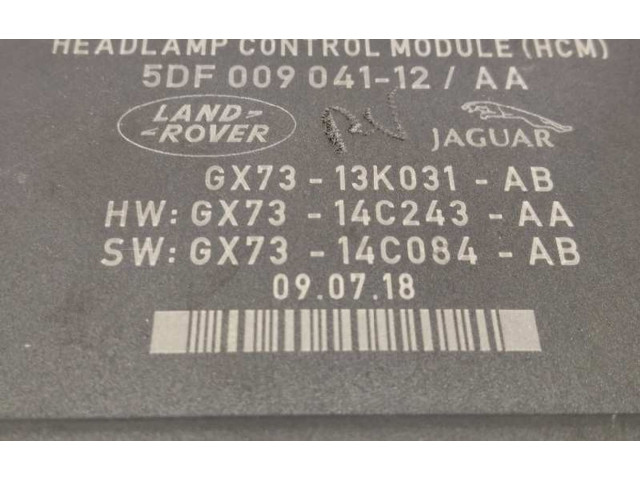 HEADLAMP CONTROL MODULE (HCM)
5DF 009 041-12 / AA
LAND-
-ROVER
JAGUAR
GX73 - 13K031 - AB
HW: GX73 - 14C243 - AA
SW: GX73 - 14C084 - AB
09.07.18